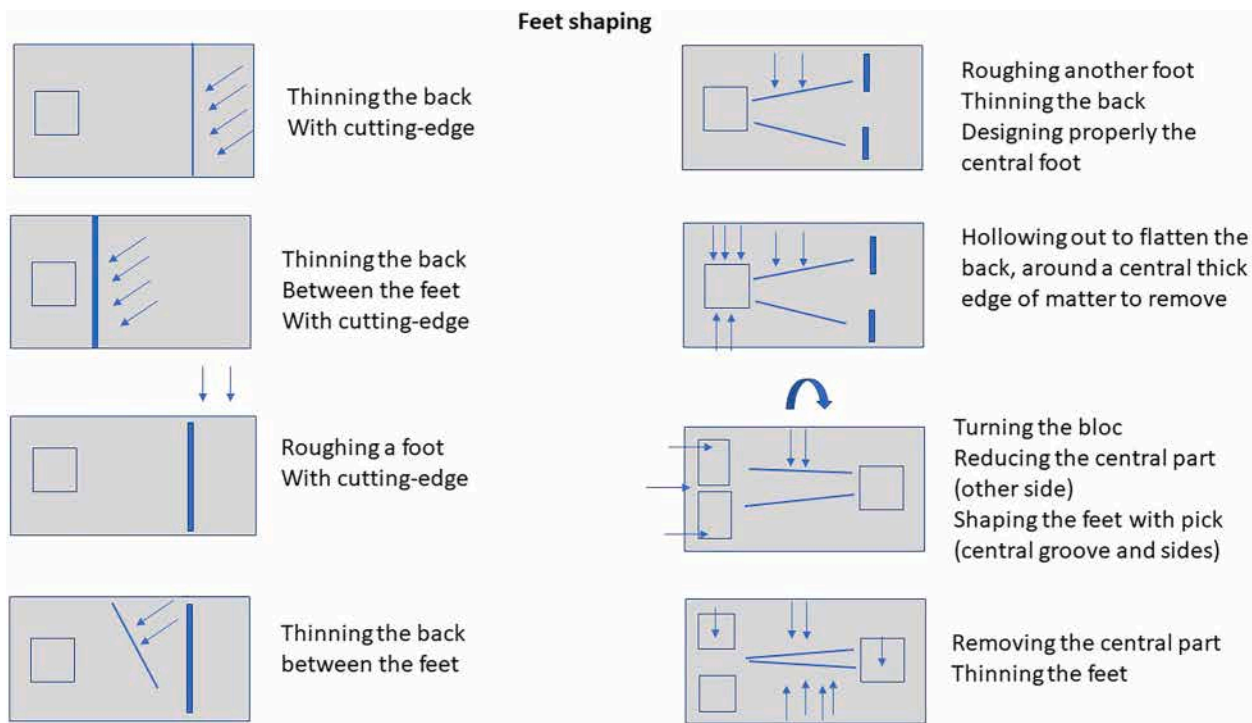 Feet shaping
Thinning the back
With cutting-edge
Thinning the back
Between the feet
With cutting-edge
Roughing a foot
With cutting-edge
Thinning the back
between the feet
Roughing another foot
Thinning the back
Designing properly the
central foot
Hollowing out to flatten the
back, around a central thick
edge of matter to remove
Turning the bloc
Reducing the central part
(other side)
Shaping the feet with pick
(central groove and sides)
Removing the central part
Thinning the feet